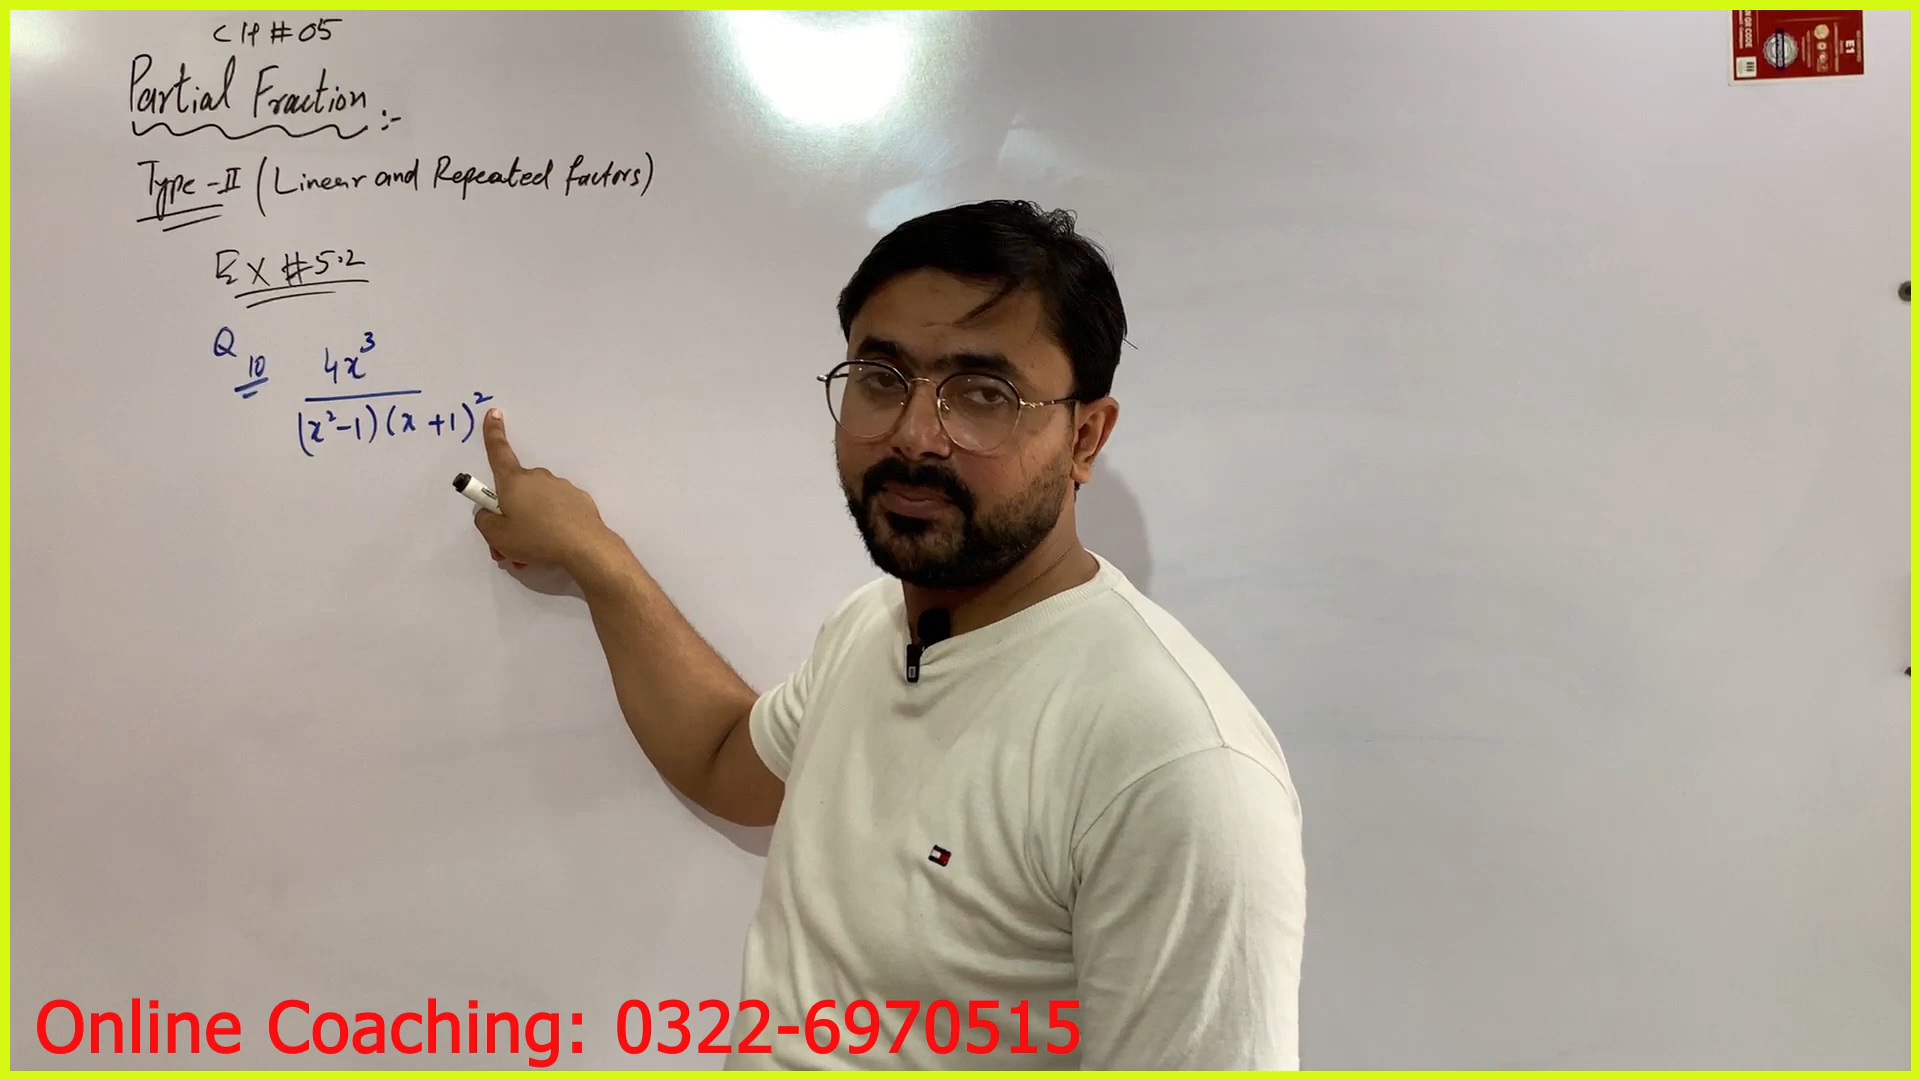 CH # 05
Partial Fraction :-
Type-II (Linear and Repeated factors)
Ex # 5.2
Q 10 4x³
(x²-1)(x+1)²
Online Coaching: 0322-6970515